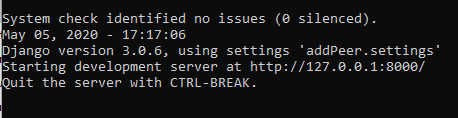 System check identified no issues (0 silenced).
May 05, 2020 - 17:17:06
Django version 3.0.6, using settings 'addPeer.settings'
Starting development server at http://127.0.0.1:8000/
Quit the server with CTRL-BREAK.